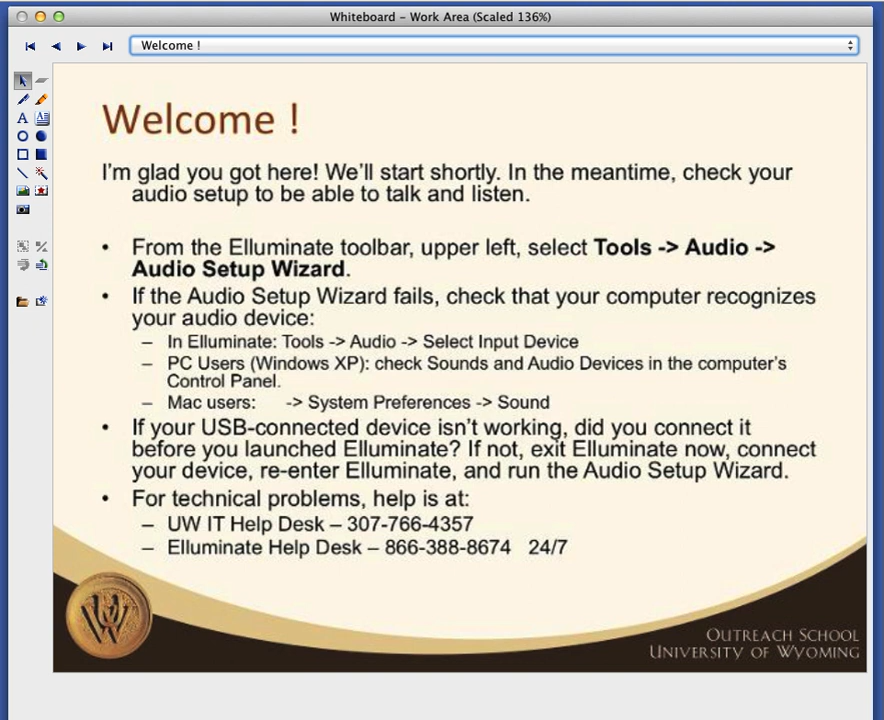 Whiteboard – Work Area (Scaled 136%)
Welcome !
Welcome !
I'm glad you got here! We'll start shortly. In the meantime, check your
audio setup to be able to talk and listen.
• From the Elluminate toolbar, upper left, select Tools -> Audio ->
Audio Setup Wizard.
• If the Audio Setup Wizard fails, check that your computer recognizes
your audio device:
– In Elluminate: Tools -> Audio -> Select Input Device
– PC Users (Windows XP): check Sounds and Audio Devices in the computer's
Control Panel.
– Mac users: -> System Preferences -> Sound
• If your USB-connected device isn't working, did you connect it
before you launched Elluminate? If not, exit Elluminate now, connect
your device, re-enter Elluminate, and run the Audio Setup Wizard.
• For technical problems, help is at:
– UW IT Help Desk – 307-766-4357
– Elluminate Help Desk – 866-388-8674 24/7
OUTREACH SCHOOL
UNIVERSITY OF WYOMING